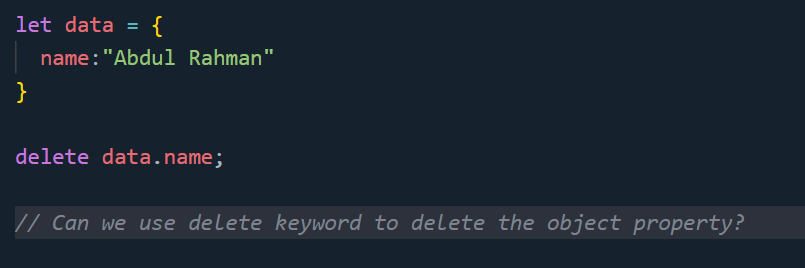 let data = {
  name:"Abdul Rahman"
}
delete data.name;
// Can we use delete keyword to delete the object property?